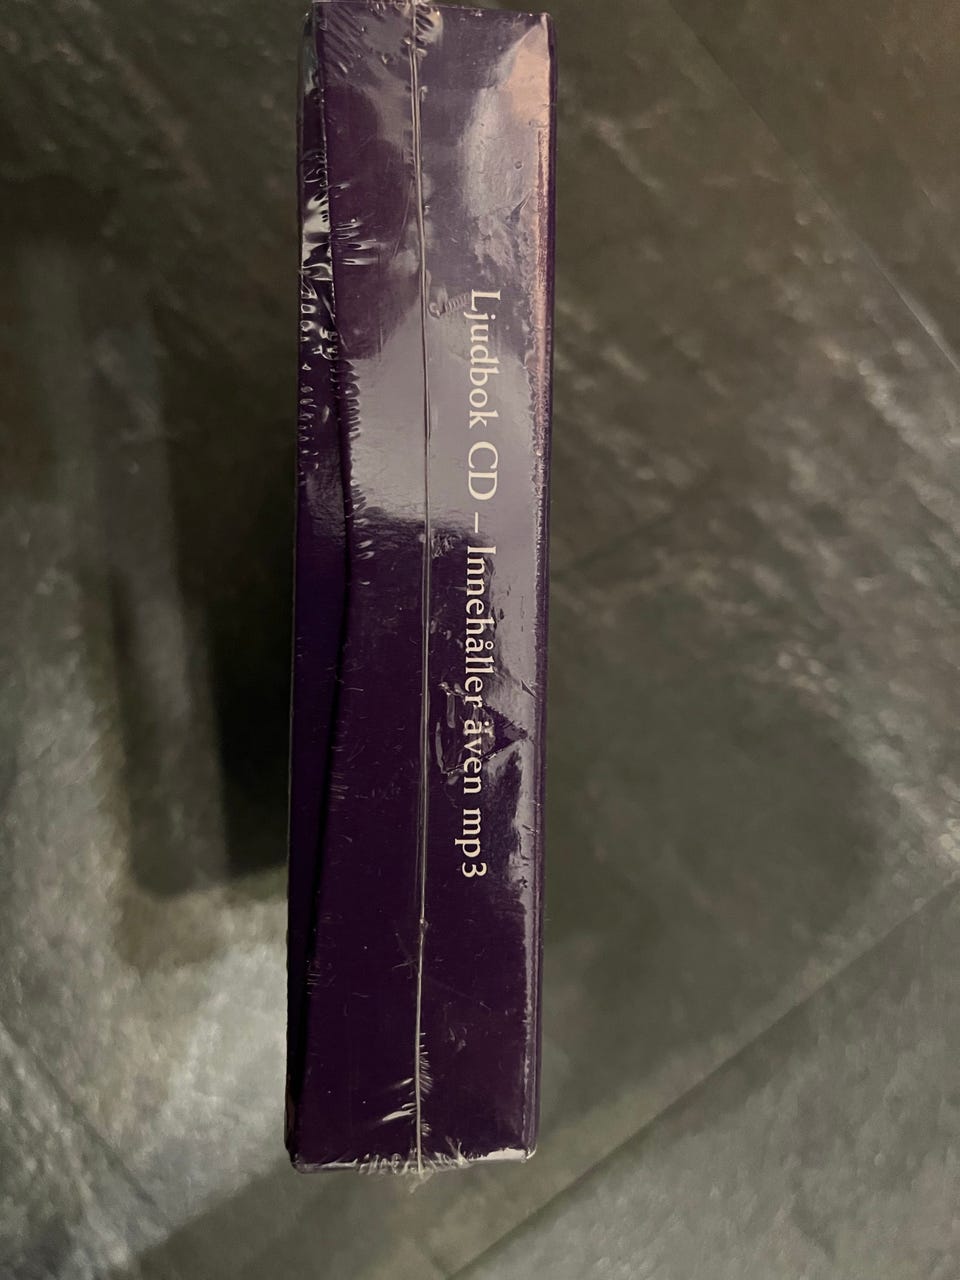 Ljudbok CD – Innehåller även mp3